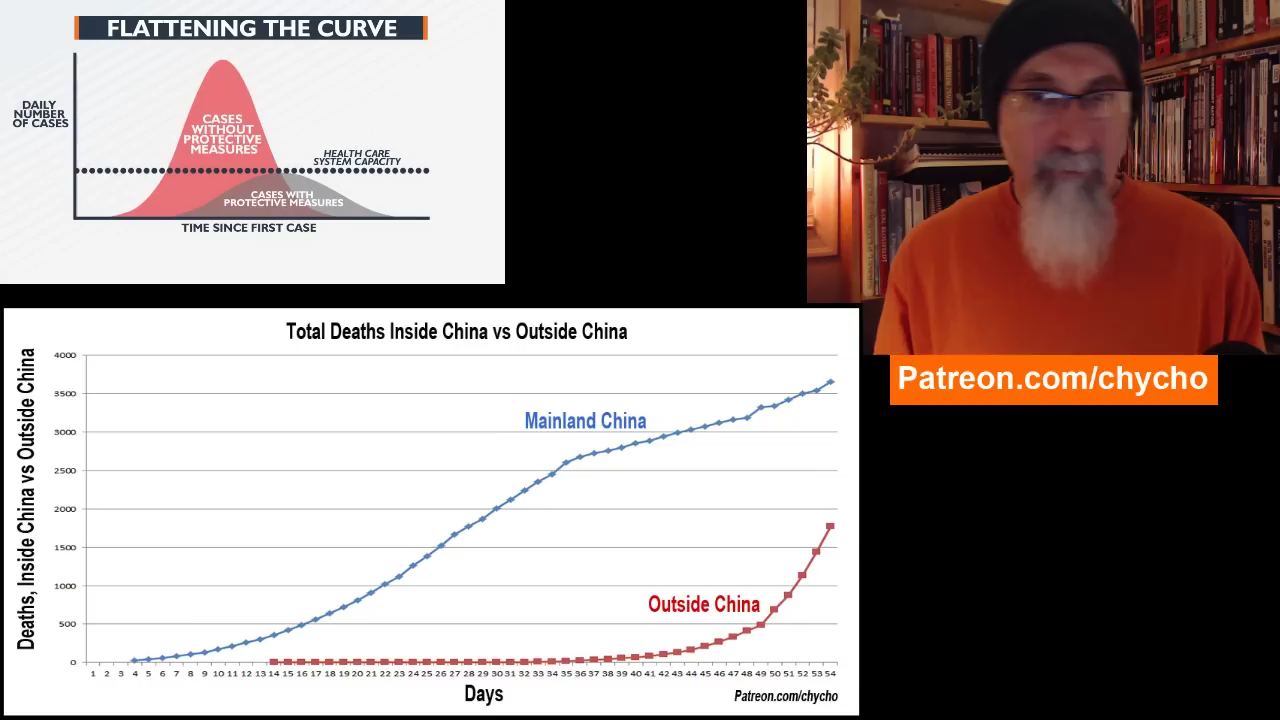 FLATTENING THE CURVE
DAILY
NUMBER
OF CASES
CASES
WITHOUT
PROTECTIVE
MEASURES
HEALTH CARE
SYSTEM CAPACITY
CASES WITH
PROTECTIVE MEASURES
TIME SINCE FIRST CASE
Patreon.com/chycho
Total Deaths Inside China vs Outside China
Deaths, Inside China vs Outside China
4000
3500
3000
2500
2000
1500
1000
500
0
Mainland China
Outside China
1 2 3 4 5 6 7 8 9 10 11 12 13 14 15 16 17 18 19 20 21 22 23 24 25 26 27 28 29 30 31 32 33 34 35 36 37 38 39 40 41 42 43 44 45 46 47 48 49 50 51 52 53 54
Days
Patreon.com/chycho